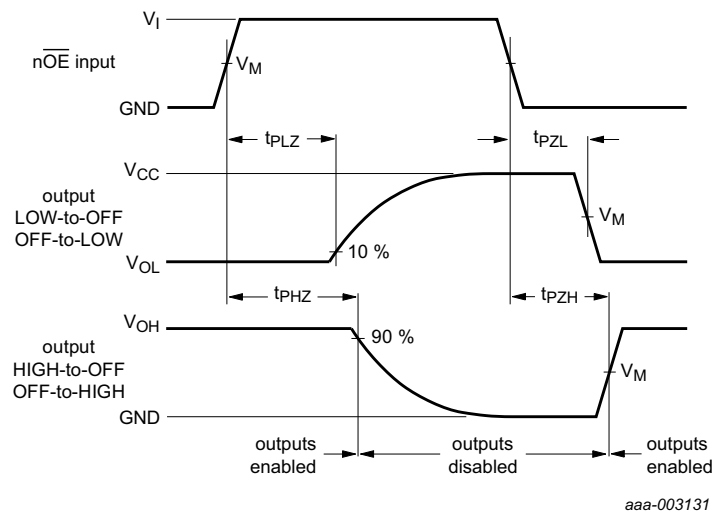 V_I
nO̅E̅ input
V_M
GND
t_PLZ
t_PZL
V_CC
output
LOW-to-OFF
OFF-to-LOW
V_M
10 %
V_OL
t_PHZ
t_PZH
V_OH
90 %
output
HIGH-to-OFF
OFF-to-HIGH
V_M
GND
outputs
enabled
outputs
disabled
outputs
enabled
aaa-003131